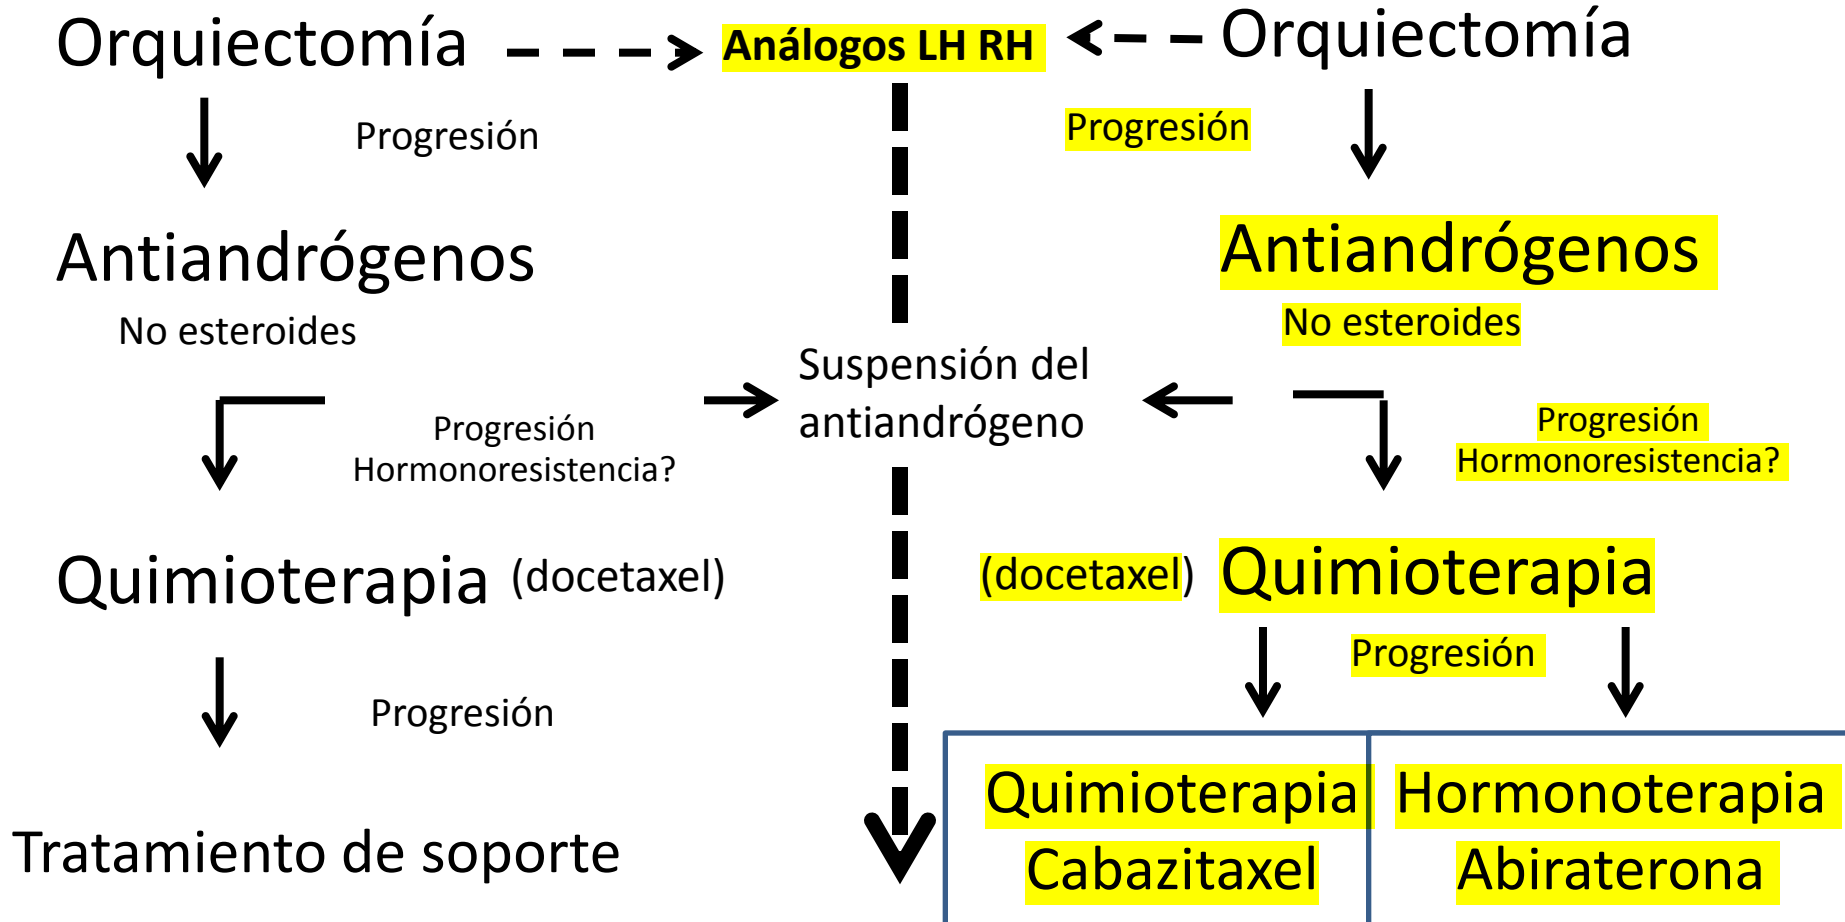 Orquiectomía
Análogos LH RH
Orquiectomía
Progresión
Progresión
Antiandrógenos
No esteroides
Antiandrógenos
No esteroides
Suspensión del
antiandrógeno
Progresión
Hormonoresistencia?
Progresión
Hormonoresistencia?
Quimioterapia (docetaxel)
(docetaxel) Quimioterapia
Progresión
Progresión
Tratamiento de soporte
Quimioterapia
Cabazitaxel
Hormonoterapia
Abiraterona